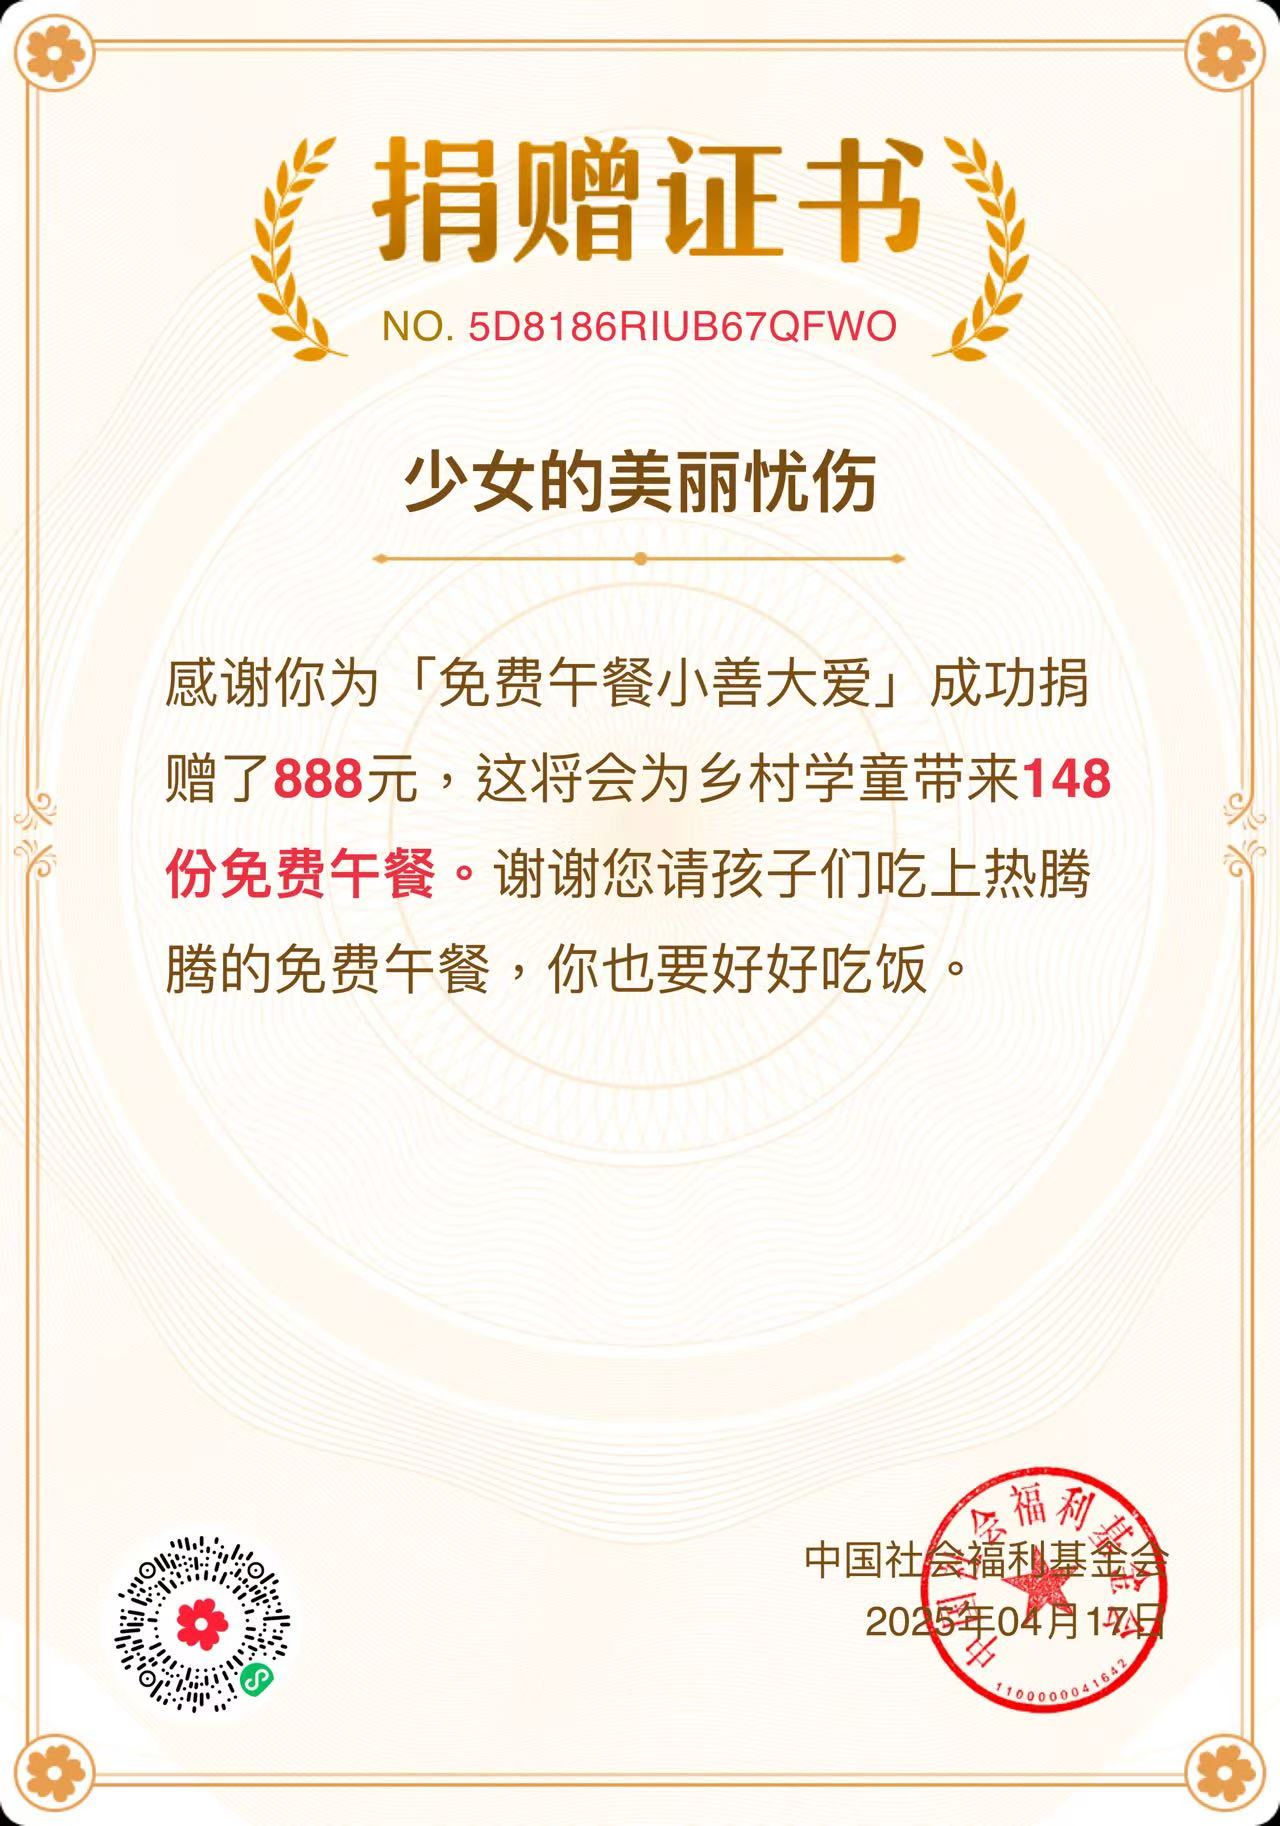 捐赠证书
NO. 5D8186RIUB67QFWO
少女的美丽忧伤
感谢你为「免费午餐小善大爱」成功捐
赠了888元，这将会为乡村学童带来148
份免费午餐。谢谢您请孩子们吃上热腾
腾的免费午餐，你也要好好吃饭。
中国社会福利基金会
2025年04月17日
中国社会福利基金会
1100000041642